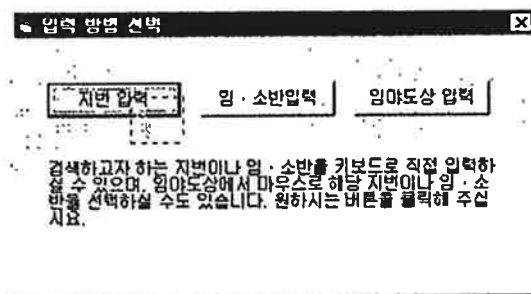 입력 방법 선택
지번 입력 임 · 소반입력 임야도상 입력
검색하고자 하는 지번이나 임 · 소반를 키보드로 직접 입력하
실 수 있으며, 임야도상에서 마우스로 해당 지번이나 임 · 소
반을 선택하실 수도 있습니다. 원하시는 버튼을 클릭해 주십
시요.